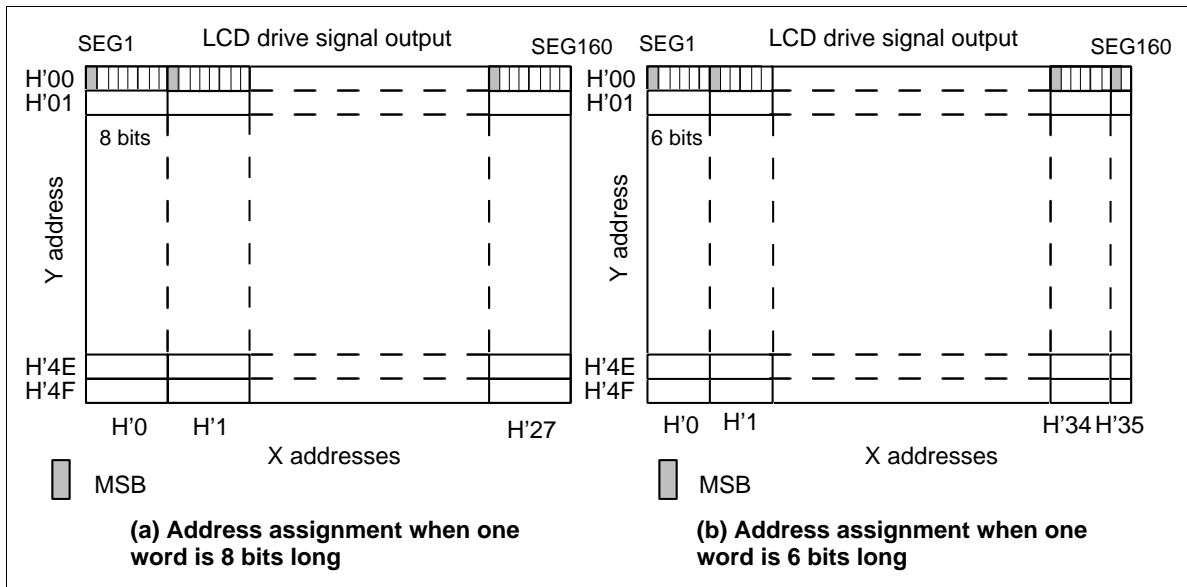 LCD drive signal output
SEG1
SEG160
H'00
H'01
8 bits
Y address
H'4E
H'4F
H'0
H'1
H'27
X addresses
MSB
(a) Address assignment when one
word is 8 bits long
LCD drive signal output
SEG1
SEG160
H'00
H'01
6 bits
Y address
H'4E
H'4F
H'0
H'1
H'34
H'35
X addresses
MSB
(b) Address assignment when one
word is 6 bits long